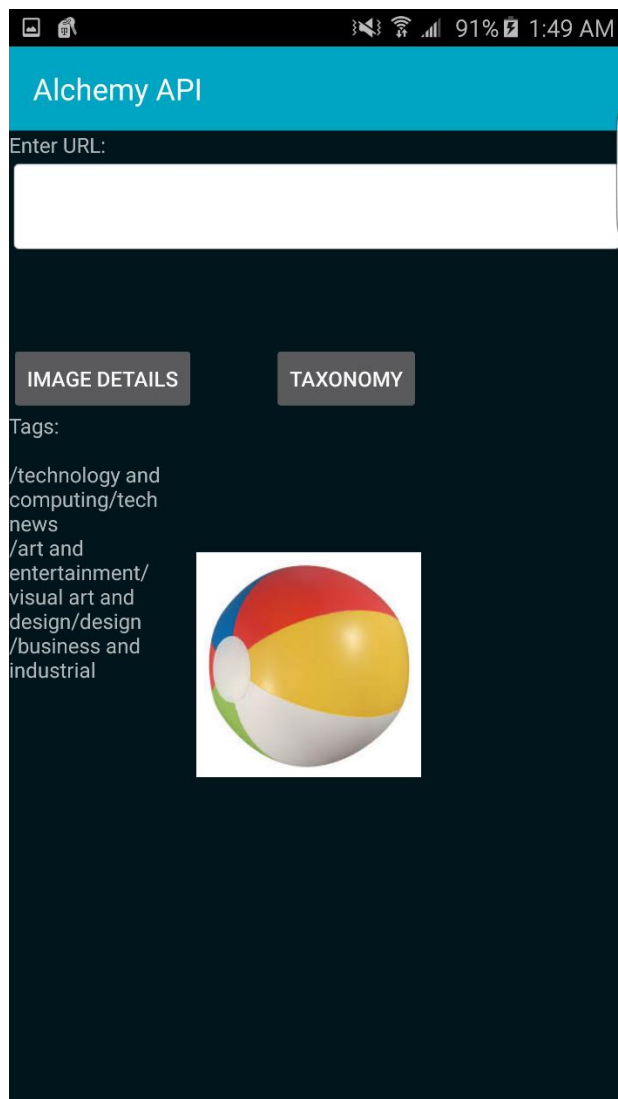 91% 1:49 AM
Alchemy API
Enter URL:
IMAGE DETAILS TAXONOMY
Tags:
/technology and
computing/tech
news
/art and
entertainment/
visual art and
design/design
/business and
industrial